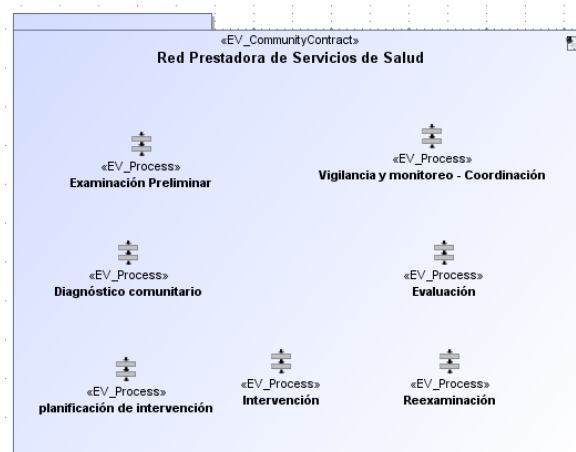 «EV_CommunityContract»
Red Prestadora de Servicios de Salud
«EV_Process»
Examinación Preliminar
«EV_Process»
Vigilancia y monitoreo - Coordinación
«EV_Process»
Diagnóstico comunitario
«EV_Process»
Evaluación
«EV_Process»
planificación de intervención
«EV_Process»
Intervención
«EV_Process»
Reexaminación